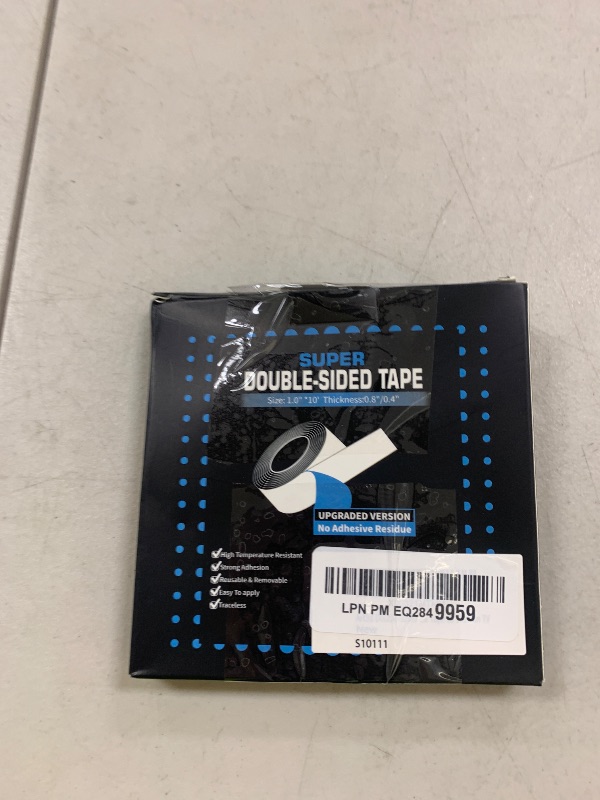 SUPER
DOUBLE-SIDED TAPE
Size: 1.0" *10' Thickness:0.8"/0.4"
UPGRADED VERSION
No Adhesive Residue
High Temperature Resistant
Strong Adhesion
Reusable & Removable
Easy To apply
Traceless
LPN PM EQ2849959
S10111